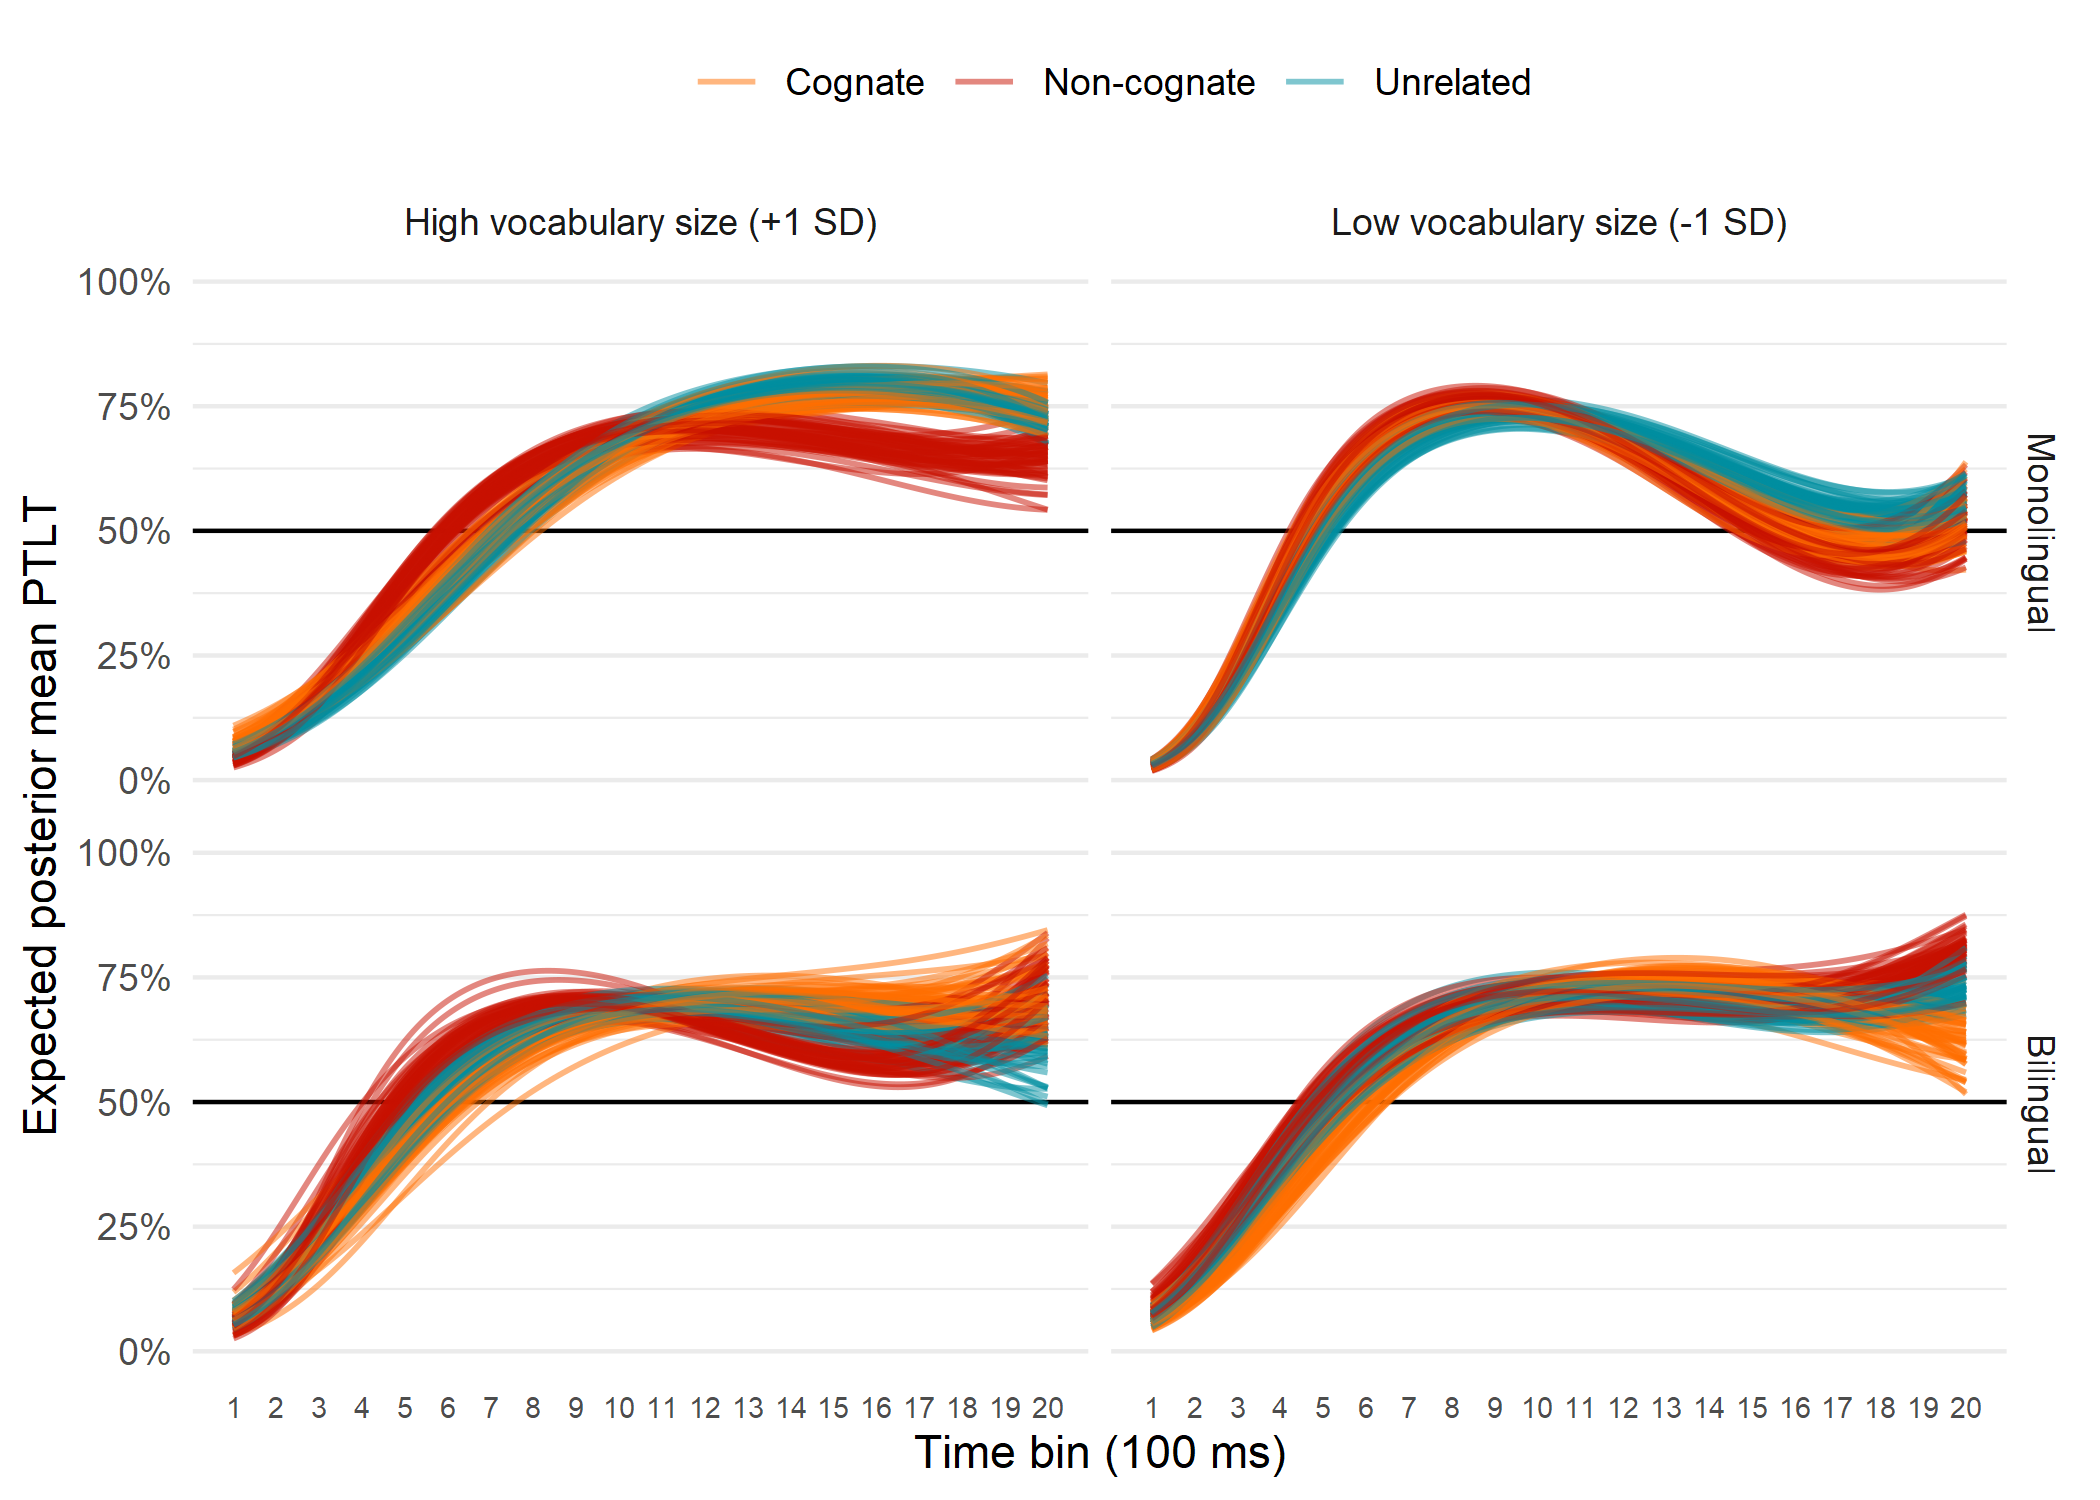 Cognate Non-cognate Unrelated
High vocabulary size (+1 SD) Low vocabulary size (-1 SD)
Expected posterior mean PTLT
100%
75%
50%
25%
0%
Monolingual
100%
75%
50%
25%
0%
Bilingual
1 2 3 4 5 6 7 8 9 10 11 12 13 14 15 16 17 18 19 20
1 2 3 4 5 6 7 8 9 10 11 12 13 14 15 16 17 18 19 20
Time bin (100 ms)